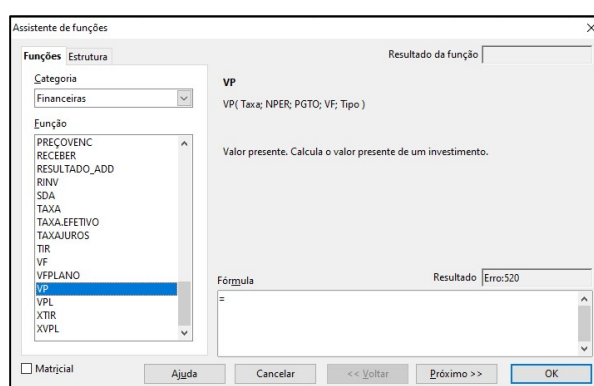 Assistente de funções
Funções Estrutura
Resultado da função
Categoria
Financeiras
Função
PREÇOVENC
RECEBER
RESULTADO_ADD
RINV
SDA
TAXA
TAXA.EFETIVO
TAXAJUROS
TIR
VF
VFPLANO
VP
VPL
XTIR
XVPL
VP
VP( Taxa; NPER; PGTO; VF; Tipo )
Valor presente. Calcula o valor presente de um investimento.
Fórmula
Resultado Erro:520
=
Matricial
Ajuda
Cancelar
<< Voltar
Próximo >>
OK